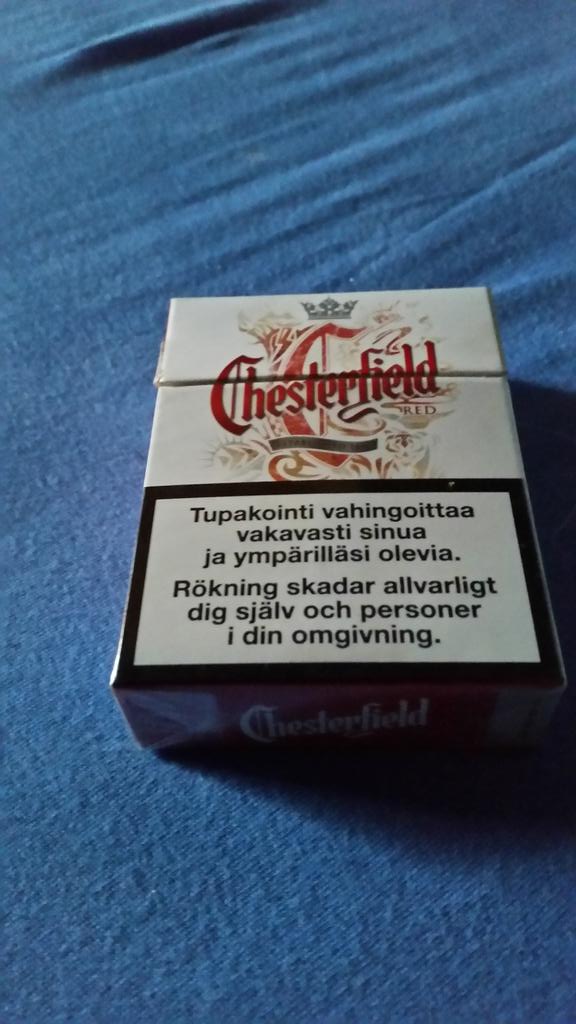 Chesterfield
RED
Tupakointi vahingoittaa
vakavasti sinua
ja ympärilläsi olevia.
Rökning skadar allvarligt
dig själv och personer
i din omgivning.
Chesterfield